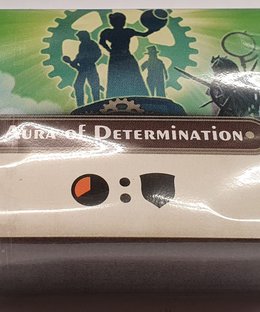 Aura of Determination